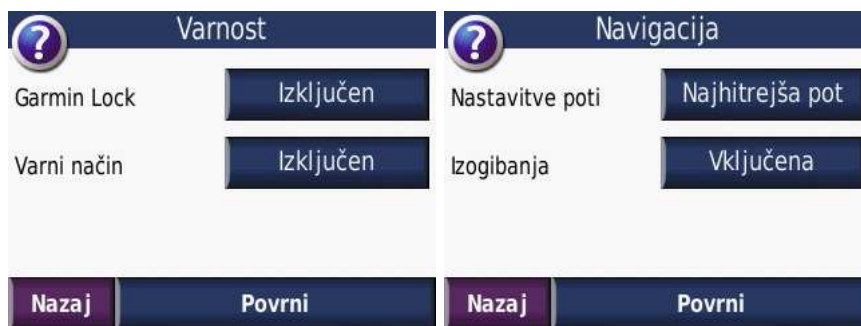 Varnost
Garmin Lock
Izključen
Varni način
Izključen
Nazaj
Povrni
Navigacija
Nastavitve poti
Najhitrejša pot
Izogibanja
Vključena
Nazaj
Povrni